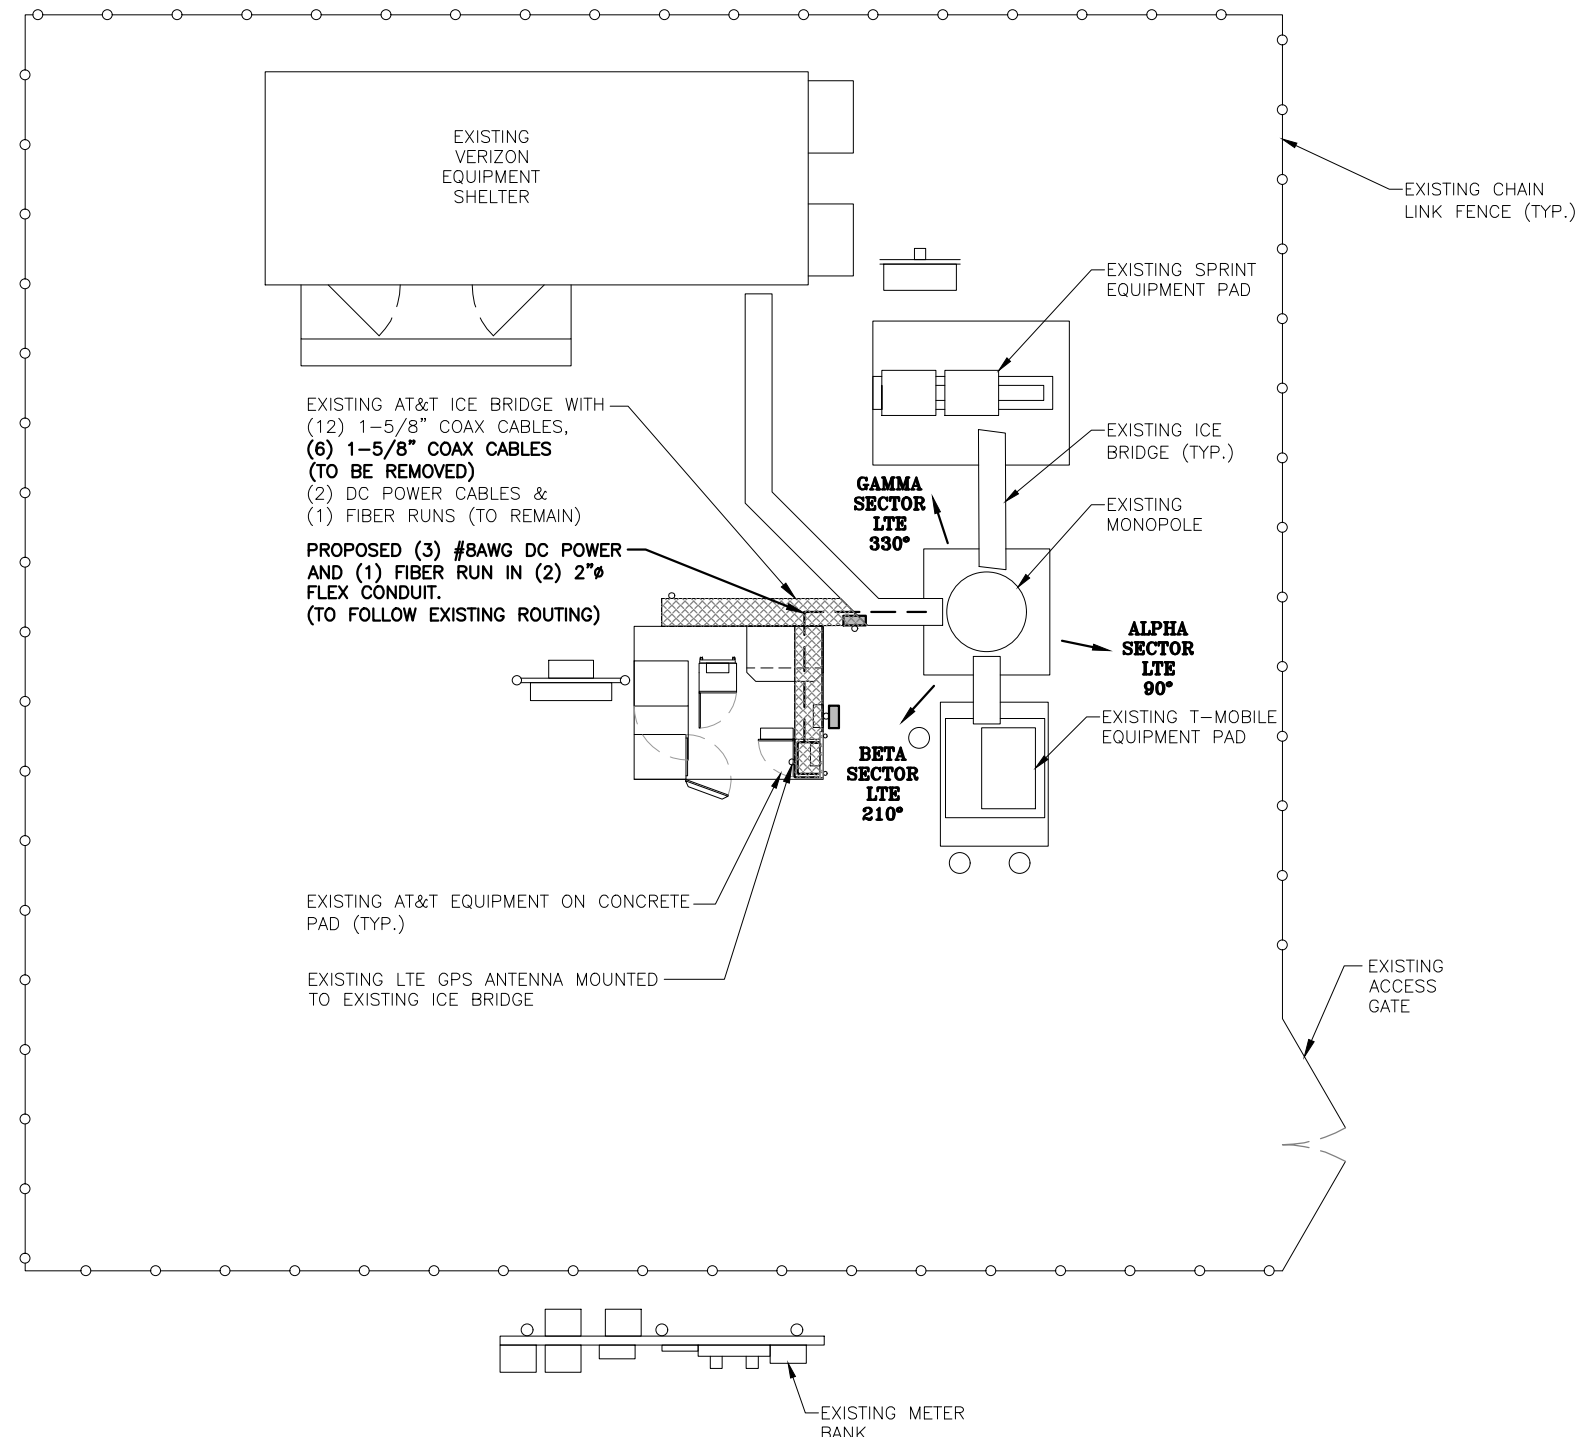 EXISTING
VERIZON
EQUIPMENT
SHELTER
EXISTING CHAIN
LINK FENCE (TYP.)
EXISTING SPRINT
EQUIPMENT PAD
EXISTING AT&T ICE BRIDGE WITH
(12) 1-5/8" COAX CABLES,
(6) 1-5/8" COAX CABLES
(TO BE REMOVED)
(2) DC POWER CABLES &
(1) FIBER RUNS (TO REMAIN)
EXISTING ICE
BRIDGE (TYP.)
GAMMA
SECTOR
LTE
330°
EXISTING
MONOPOLE
PROPOSED (3) #8AWG DC POWER
AND (1) FIBER RUN IN (2) 2"ø
FLEX CONDUIT.
(TO FOLLOW EXISTING ROUTING)
ALPHA
SECTOR
LTE
90°
EXISTING T-MOBILE
EQUIPMENT PAD
BETA
SECTOR
LTE
210°
EXISTING AT&T EQUIPMENT ON CONCRETE
PAD (TYP.)
EXISTING LTE GPS ANTENNA MOUNTED
TO EXISTING ICE BRIDGE
EXISTING
ACCESS
GATE
EXISTING METER
BANK